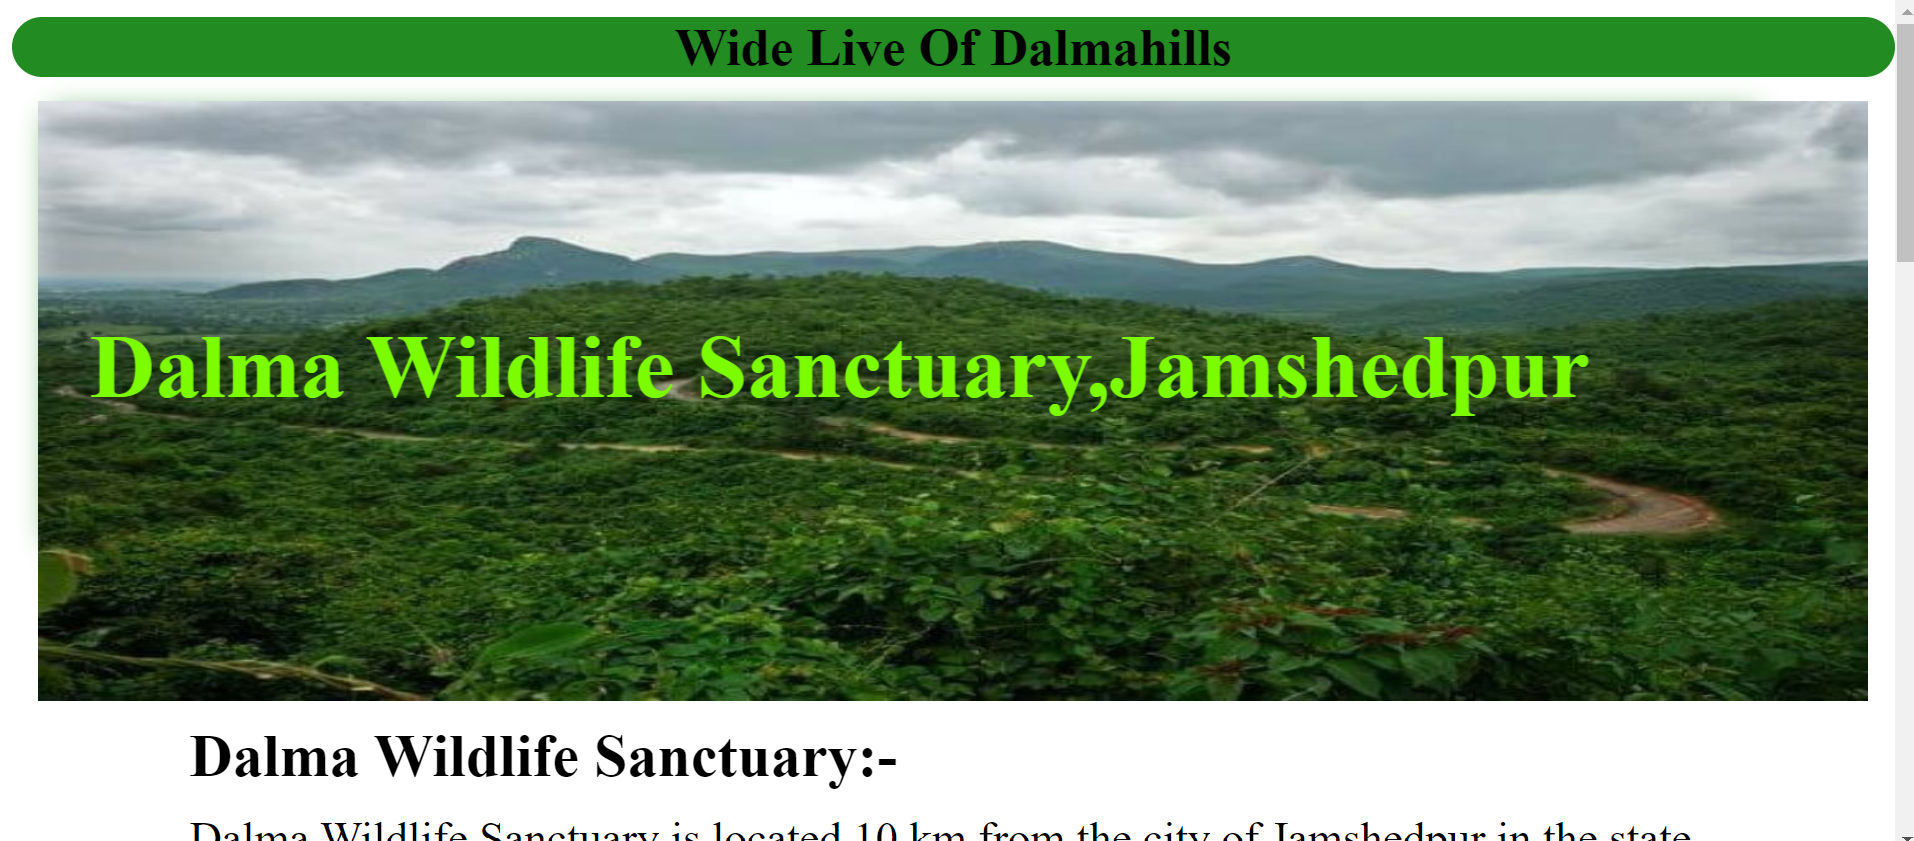 Wide Live Of Dalmahills
Dalma Wildlife Sanctuary,Jamshedpur
Dalma Wildlife Sanctuary:-
Dalma Wildlife Sanctuary is located 10 km from the city of Jamshedpur in the state